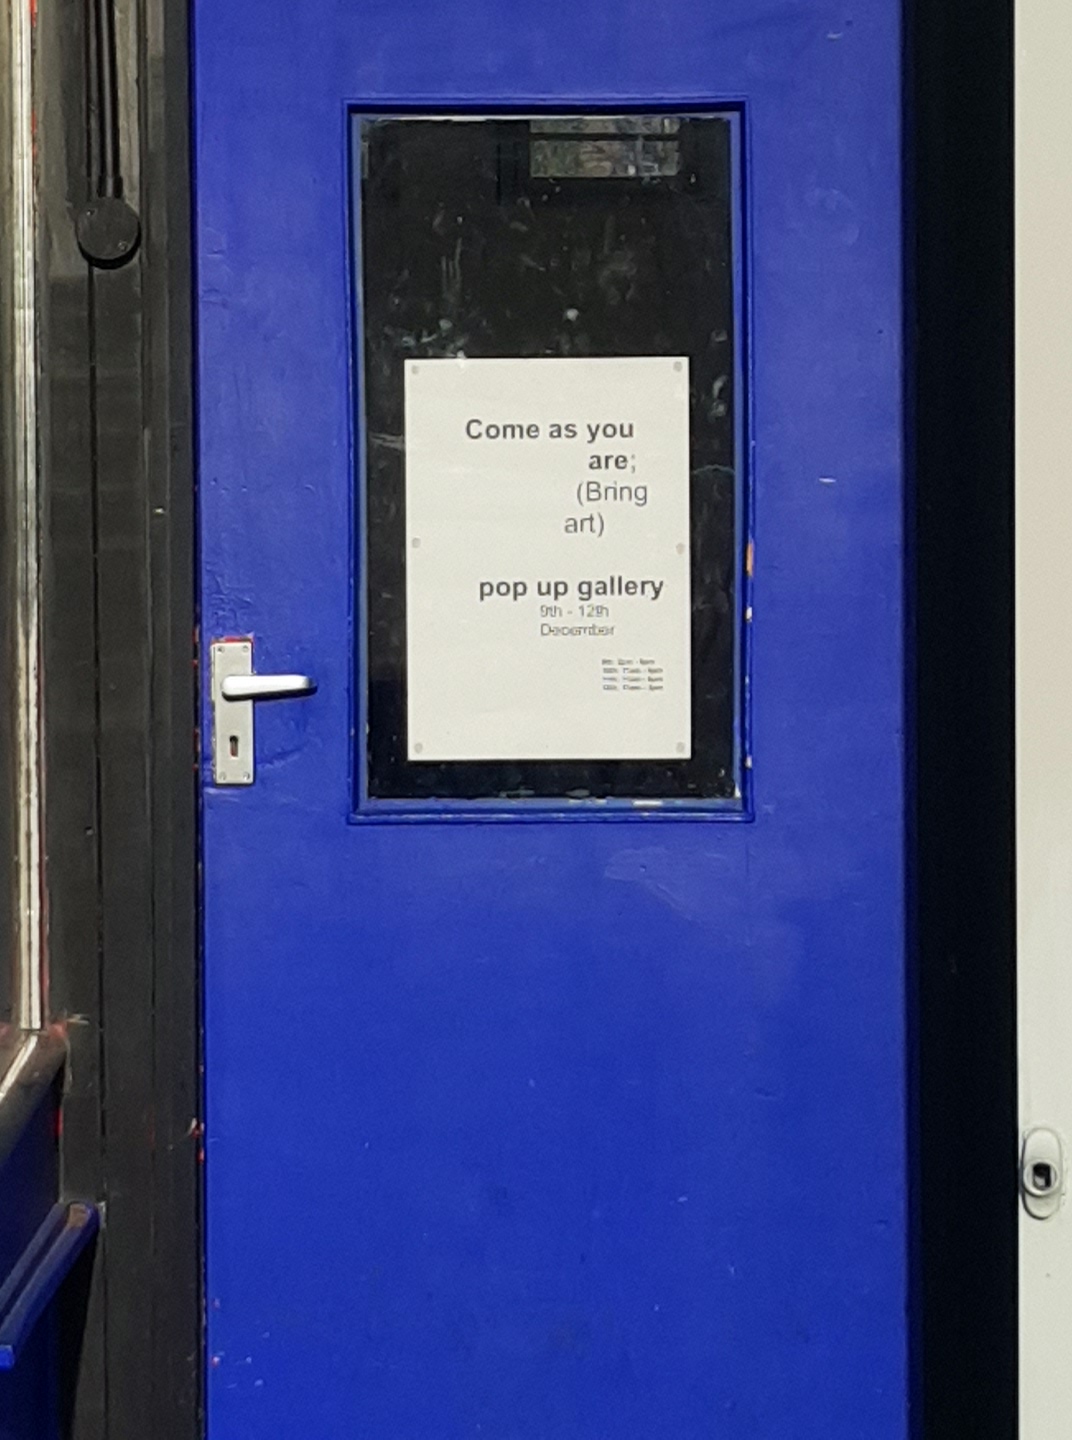 Come as you
are;
(Bring
art)
pop up gallery
9th - 12th
December